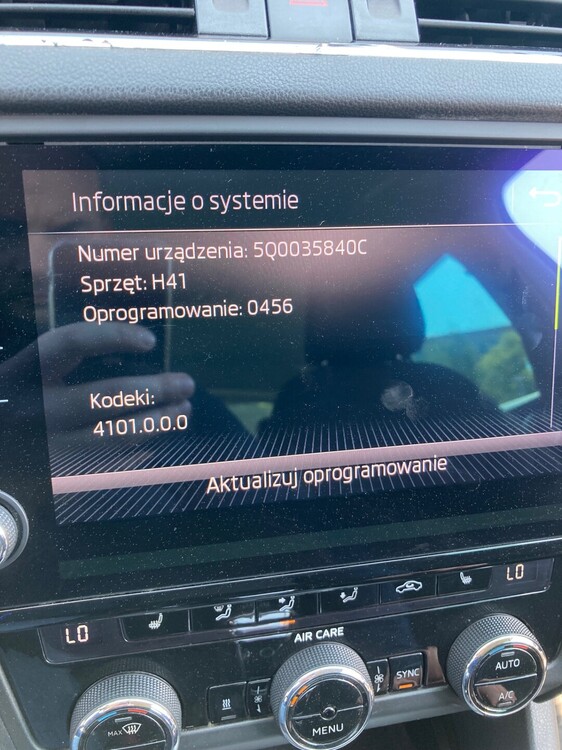 Informacje o systemie
Numer urządzenia: 5Q0035840C
Sprzęt: H41
Oprogramowanie: 0456
Kodeki:
4101.0.0.0
Aktualizuj oprogramowanie
LO
LO
AIR CARE
SYNC
AUTO
A/C
MAX
MENU